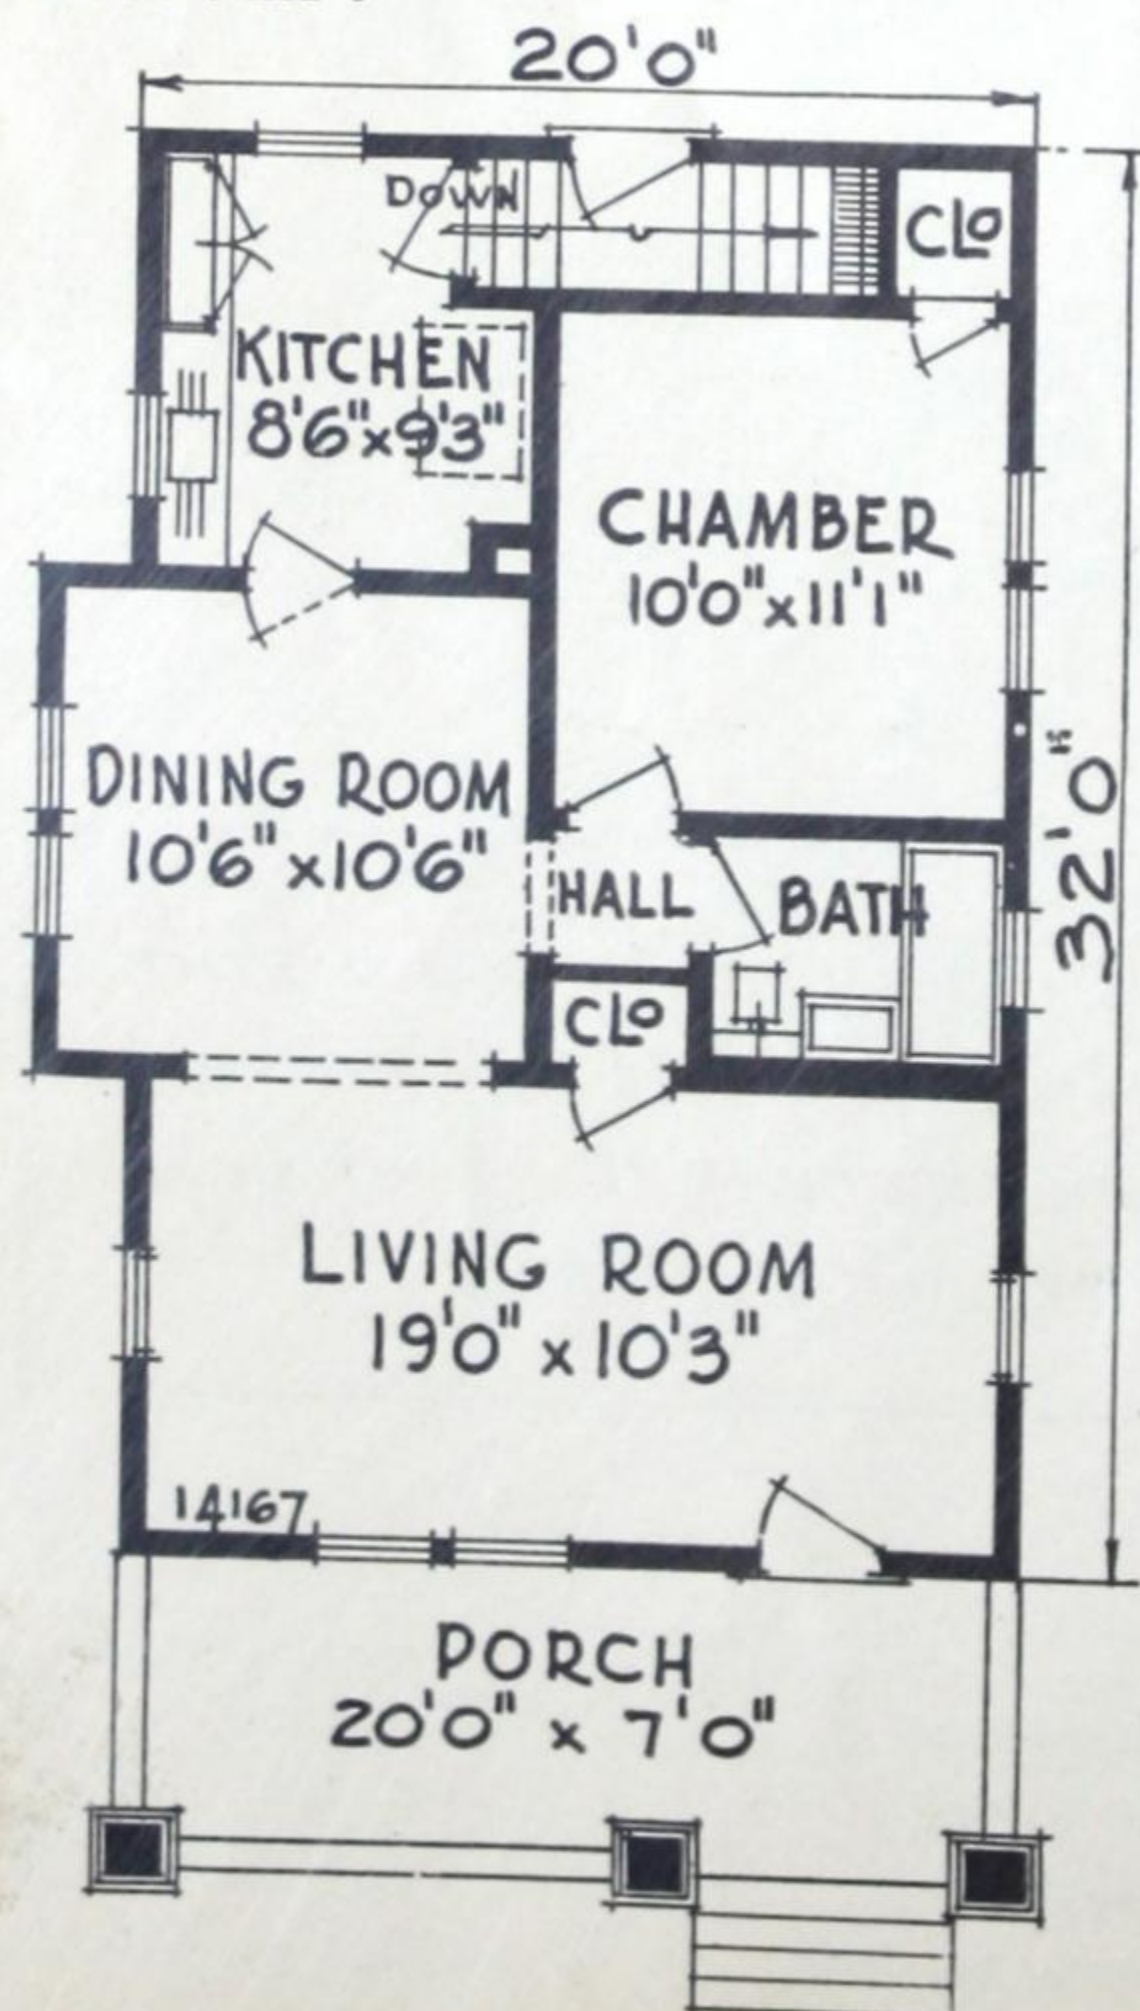 20'0"
DOWN
CLO
KITCHEN
8'6"x9'3"
CHAMBER
10'0"x11'1"
DINING ROOM
10'6"x10'6"
HALL
BATH
32'0"
CLO
LIVING ROOM
19'0" x 10'3"
14167
PORCH
20'0" x 7'0"